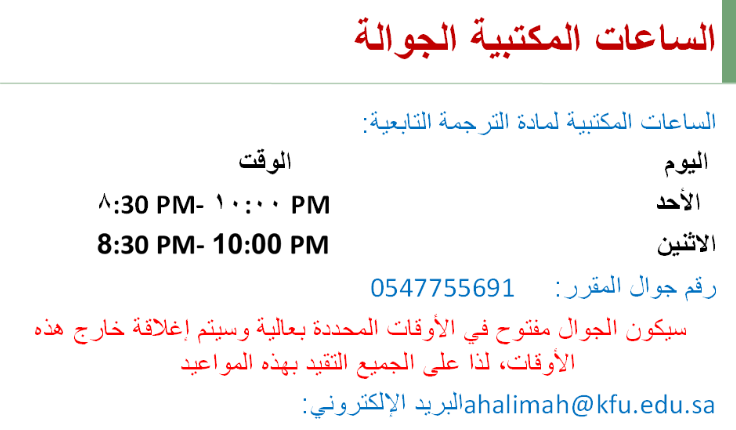 الساعات المكتبية الجوالة
الساعات المكتبية لمادة الترجمة التابعية:
اليوم الوقت
الأحد ٨:30 PM- ١٠:٠٠ PM
الاثنين 8:30 PM- 10:00 PM
رقم جوال المقرر: 0547755691
سيكون الجوال مفتوح في الأوقات المحددة بعالية وسيتم إغلاقة خارج هذه
الأوقات، لذا على الجميع التقيد بهذه المواعيد
البريد الإلكتروني: ahalimah@kfu.edu.sa